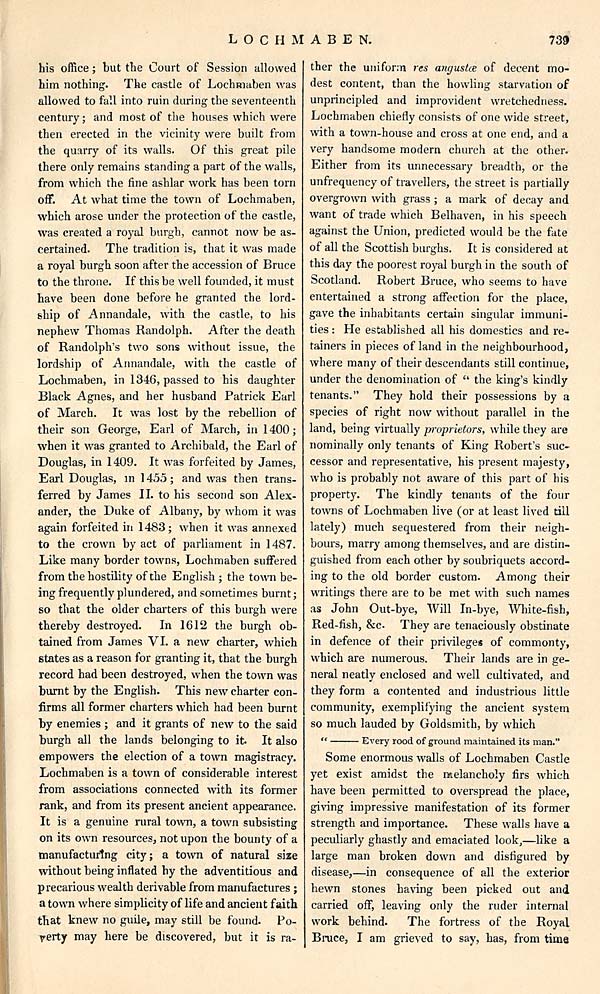 LOCHMABEN.
739
his office; but the Court of Session allowed
him nothing. The castle of Lochmaben was
allowed to fall into ruin during the seventeenth
century; and most of the houses which were
then erected in the vicinity were built from
the quarry of its walls. Of this great pile
there only remains standing a part of the walls,
from which the fine ashlar work has been torn
off. At what time the town of Lochmaben,
which arose under the protection of the castle,
was created a royal burgh, cannot now be as-
certained. The tradition is, that it was made
a royal burgh soon after the accession of Bruce
to the throne. If this be well founded, it must
have been done before he granted the lord-
ship of Annandale, with the castle, to his
nephew Thomas Randolph. After the death
of Randolph's two sons without issue, the
lordship of Annandale, with the castle of
Lochmaben, in 1346, passed to his daughter
Black Agnes, and her husband Patrick Earl
of March. It was lost by the rebellion of
their son George, Earl of March, in 1400;
when it was granted to Archibald, the Earl of
Douglas, in 1409. It was forfeited by James,
Earl Douglas, in 1455; and was then trans-
ferred by James II. to his second son Alex-
ander, the Duke of Albany, by whom it was
again forfeited in 1483; when it was annexed
to the crown by act of parliament in 1487.
Like many border towns, Lochmaben suffered
from the hostility of the English; the town be-
ing frequently plundered, and sometimes burnt;
so that the older charters of this burgh were
thereby destroyed. In 1612 the burgh ob-
tained from James VI. a new charter, which
states as a reason for granting it, that the burgh
record had been destroyed, when the town was
burnt by the English. This new charter con-
firms all former charters which had been burnt
by enemies; and it grants of new to the said
burgh all the lands belonging to it. It also
empowers the election of a town magistracy.
Lochmaben is a town of considerable interest
from associations connected with its former
rank, and from its present ancient appearance.
It is a genuine rural town, a town subsisting
on its own resources, not upon the bounty of a
manufacturing city; a town of natural size
without being inflated by the adventitious and
precarious wealth derivable from manufactures;
a town where simplicity of life and ancient faith
that knew no guile, may still be found. Po-
verty may here be discovered, but it is ra-
ther the uniform res angustæ of decent mo-
dest content, than the howling starvation of
unprincipled and improvident wretchedness.
Lochmaben chiefly consists of one wide street,
with a town-house and cross at one end, and a
very handsome modern church at the other.
Either from its unnecessary breadth, or the
unfrequency of travellers, the street is partially
overgrown with grass; a mark of decay and
want of trade which Belhaven, in his speech
against the Union, predicted would be the fate
of all the Scottish burghs. It is considered at
this day the poorest royal burgh in the south of
Scotland. Robert Bruce, who seems to have
entertained a strong affection for the place,
gave the inhabitants certain singular immuni-
ties: He established all his domestics and re-
tainers in pieces of land in the neighbourhood,
where many of their descendants still continue,
under the denomination of "the king's kindly
tenants." They hold their possessions by a
species of right now without parallel in the
land, being virtually proprietors, while they are
nominally only tenants of King Robert's suc-
cessor and representative, his present majesty,
who is probably not aware of this part of his
property. The kindly tenants of the four
towns of Lochmaben live (or at least lived till
lately) much sequestered from their neigh-
bours, marry among themselves, and are distin-
guished from each other by soubriquets accord-
ing to the old border custom. Among their
writings there are to be met with such names
as John Out-bye, Will In-bye, White-fish,
Red-fish, &c. They are tenaciously obstinate
in defence of their privileges of commonty,
which are numerous. Their lands are in ge-
neral neatly enclosed and well cultivated, and
they form a contented and industrious little
community, exemplifying the ancient system
so much lauded by Goldsmith, by which
"—— Every rood of ground maintained its man."
Some enormous walls of Lochmaben Castle
yet exist amidst the melancholy firs which
have been permitted to overspread the place,
giving impressive manifestation of its former
strength and importance. These walls have a
peculiarly ghastly and emaciated look,—like a
large man broken down and disfigured by
disease,—in consequence of all the exterior
hewn stones having been picked out and
carried off, leaving only the ruder internal
work behind. The fortress of the Royal
Bruce, I am grieved to say, has, from time